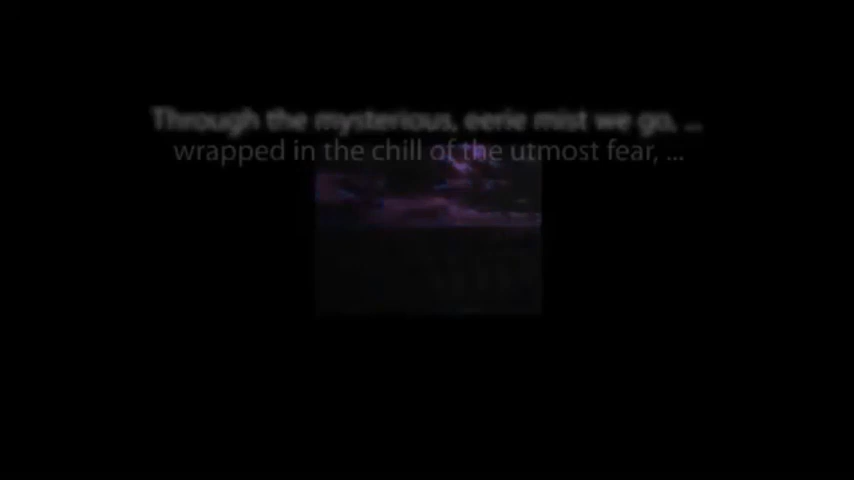 Through the mysterious, eerie mist we go, ...
wrapped in the chill of the utmost fear, ...